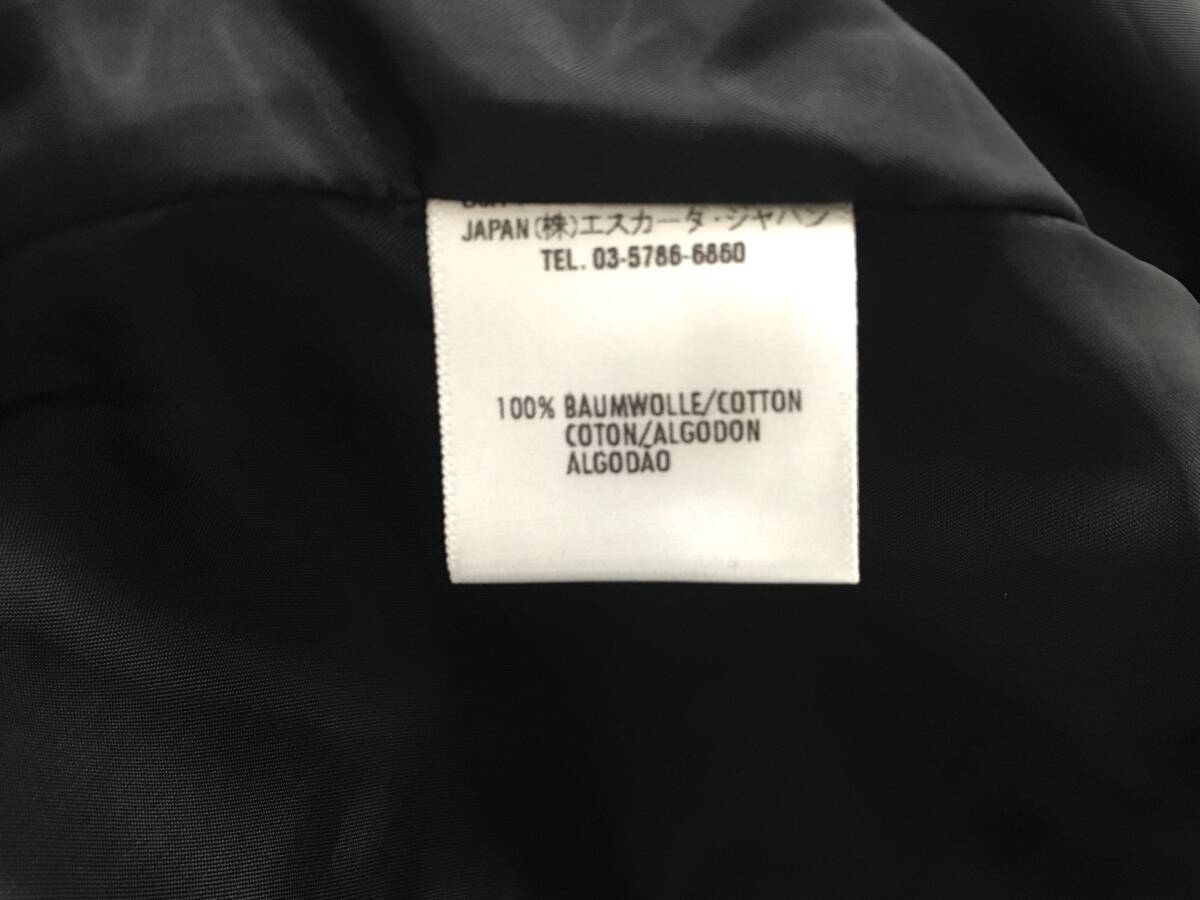 JAPAN (株)エスカーダ・ジャパン
TEL. 03-5786-6860
100% BAUMWOLLE/COTTON
COTON/ALGODON
ALGODÃO